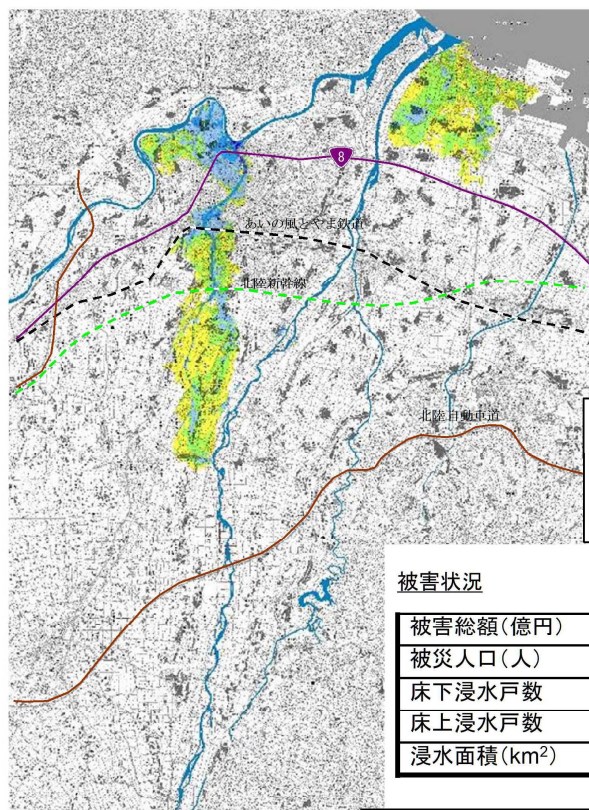 8
あいの風とやま鉄道
北陸新幹線
北陸自動車道
被害状況
被害総額(億円)
被災人口(人)
床下浸水戸数
床上浸水戸数
浸水面積(km²)